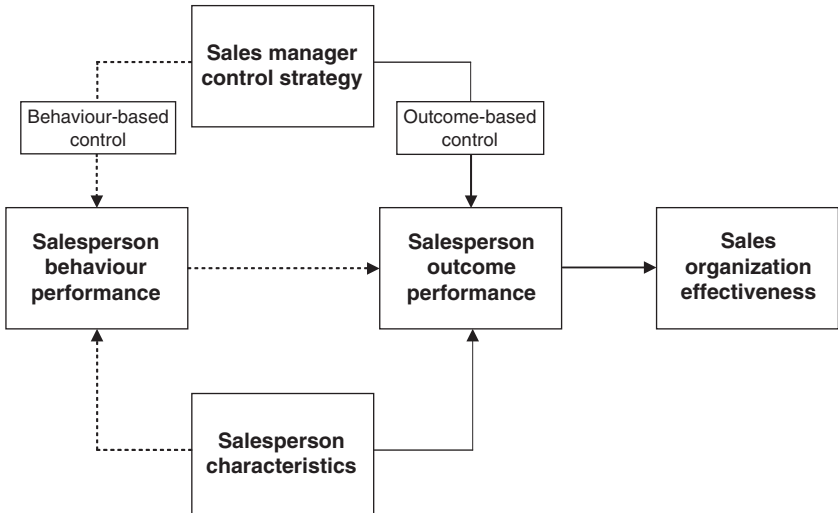 Sales manager
control strategy
Behaviour-based
control
Outcome-based
control
Salesperson
behaviour
performance
Salesperson
outcome
performance
Sales
organization
effectiveness
Salesperson
characteristics